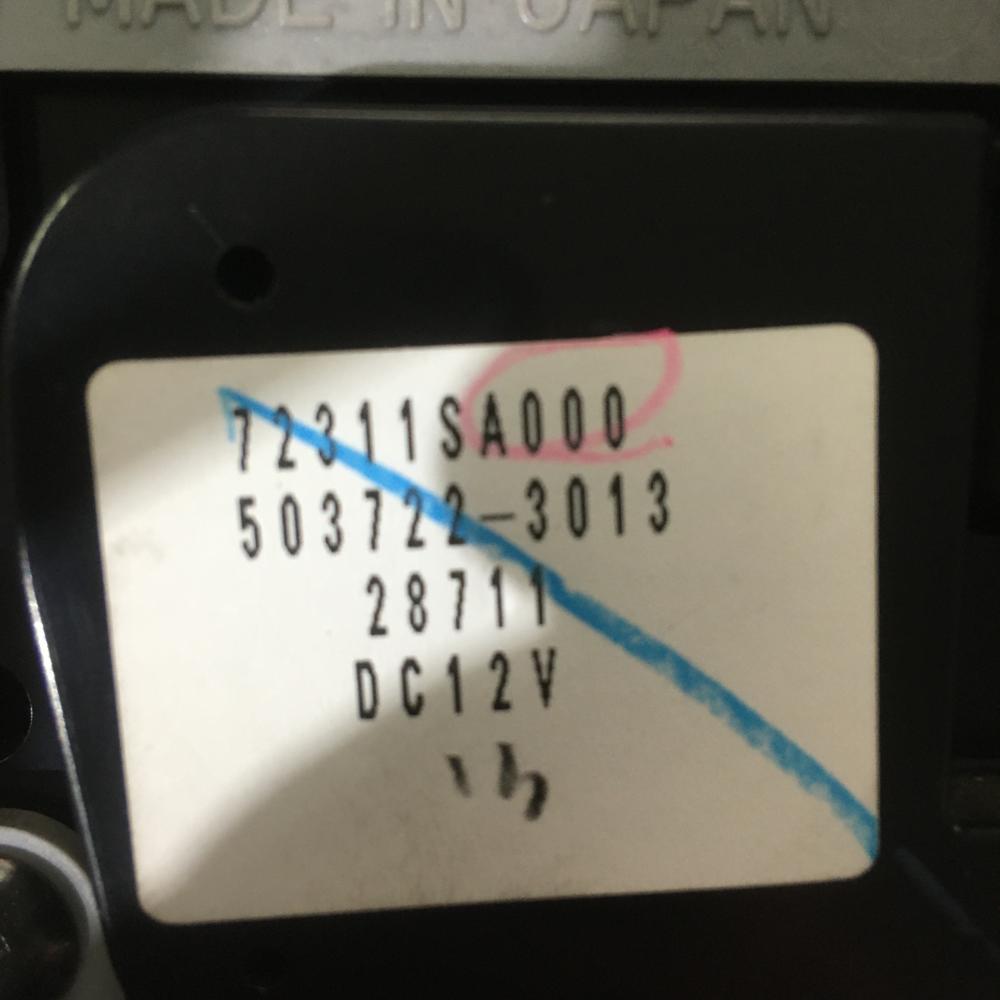 MADE IN JAPAN
72311SA000
503722-3013
28711
DC12V